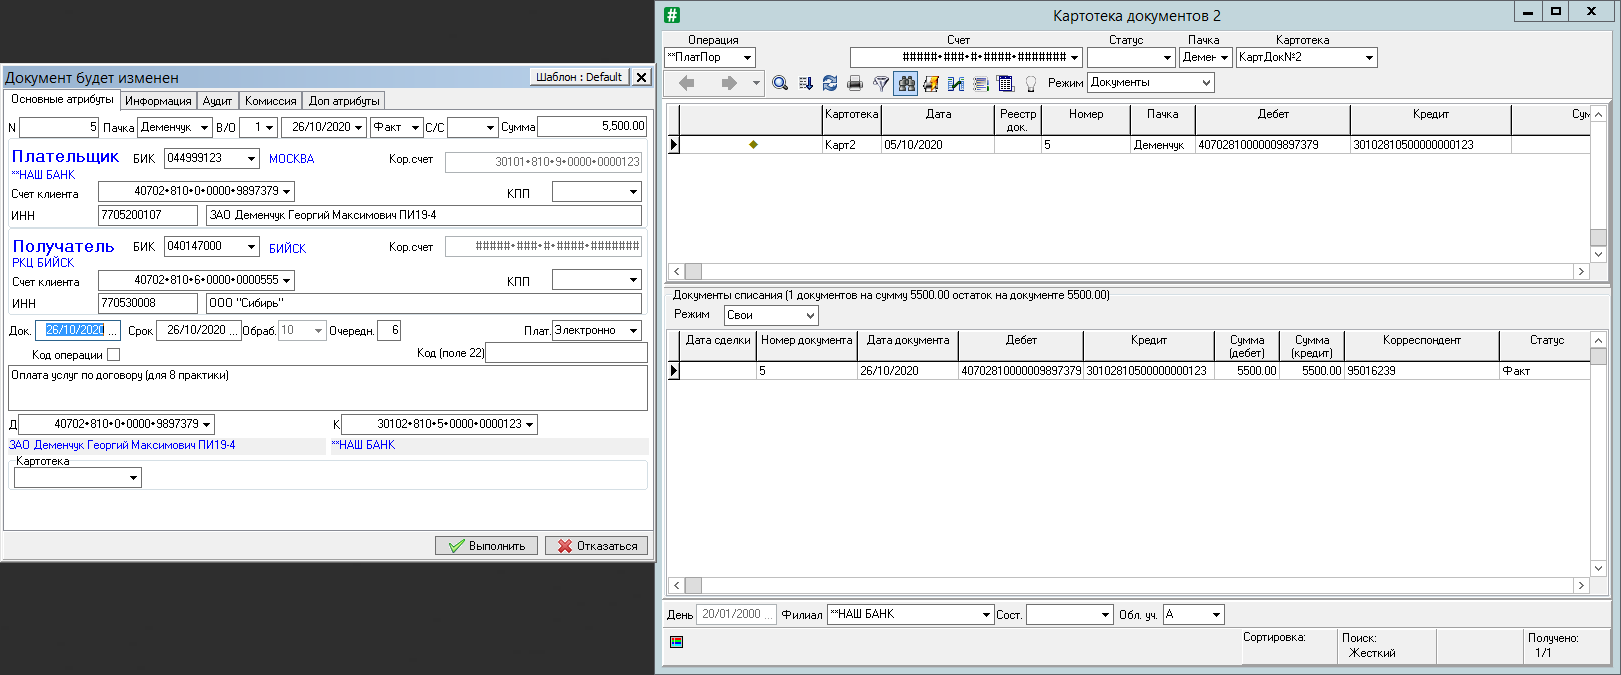 Документ будет изменен
Шаблон : Default
Основные атрибуты Информация Аудит Комиссия Доп атрибуты
N 5 Пачка Деменчук В/О 1 26/10/2020 Факт С/С Сумма 5,500.00
Плательщик БИК 044999123 МОСКВА Кор.счет 30101•810•9•0000•0000123
**НАШ БАНК
Счет клиента 40702•810•0•0000•9897379 КПП
ИНН 7705200107 ЗАО Деменчук Георгий Максимович ПИ19-4
Получатель БИК 040147000 БИЙСК Кор.счет #####•###•#•####•#######
РКЦ БИЙСК
Счет клиента 40702•810•6•0000•0000555 КПП
ИНН 770530008 ООО "Сибирь"
Док. 26/10/2020 ... Срок 26/10/2020 ... Обраб. 10 Очередн. 6 Плат. Электронно
Код операции Код (поле 22)
Оплата услуг по договору (для 8 практики)
Д 40702•810•0•0000•9897379 К 30102•810•5•0000•0000123
ЗАО Деменчук Георгий Максимович ПИ19-4 **НАШ БАНК
Картотека
Выполнить Отказаться
Картотека документов 2
Операция Счет Статус Пачка Картотека
**ПлатПор #####•###•#•####•####### Демен КартДок№2
Режим Документы
Картотека Дата Реестр док. Номер Пачка Дебет Кредит Сум
Карт2 05/10/2020 5 Деменчук 40702810000009897379 30102810500000000123
Документы списания (1 документов на сумму 5500.00 остаток на документе 5500.00)
Режим Свои
Дата сделки Номер документа Дата документа Дебет Кредит Сумма (дебет) Сумма (кредит) Корреспондент Статус
5 26/10/2020 40702810000009897379 30102810500000000123 5500.00 5500.00 95016239 Факт
День 20/01/2000 ... Филиал **НАШ БАНК Сост. Обл. уч. А
Сортировка: Поиск: Получено:
Жесткий 1/1